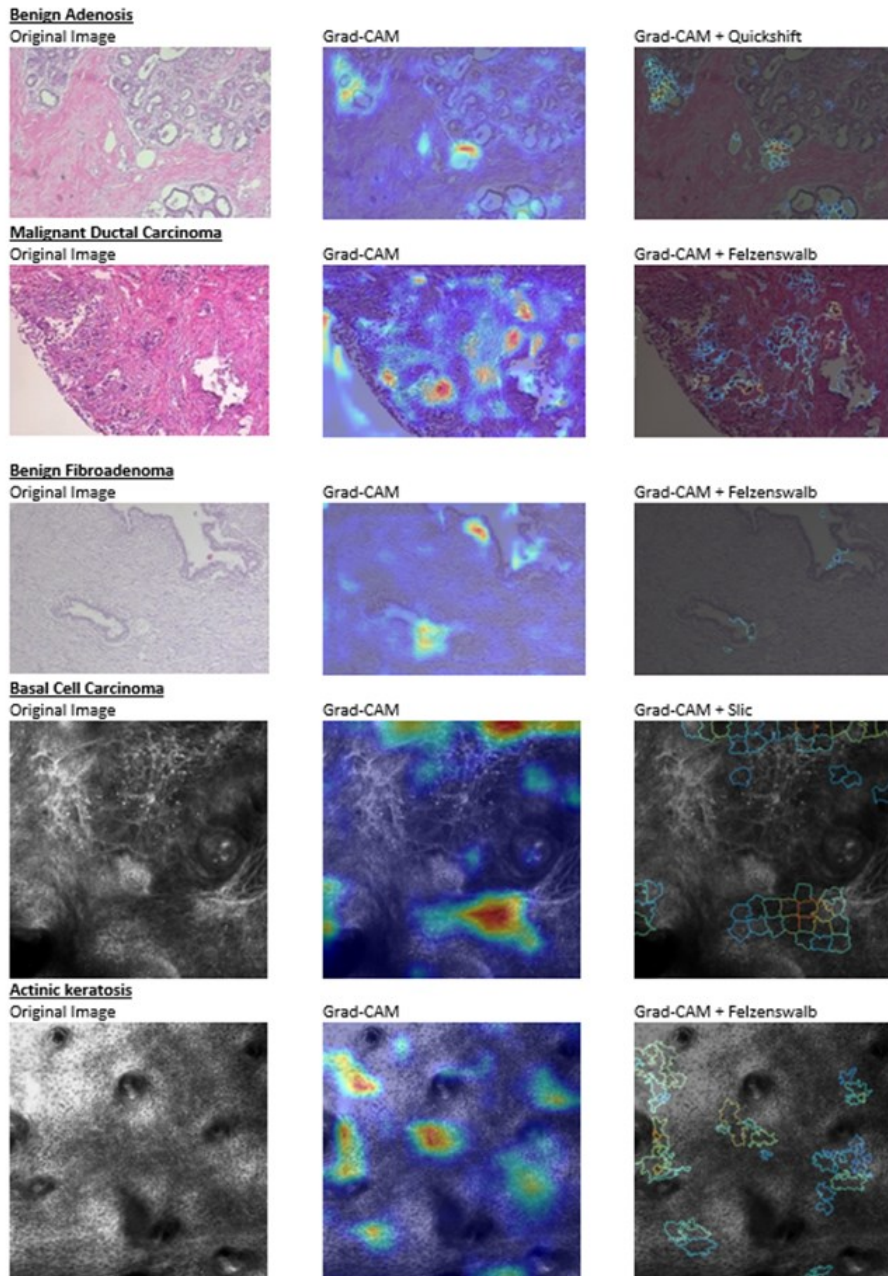 Benign Adenosis
Original Image Grad-CAM Grad-CAM + Quickshift
Malignant Ductal Carcinoma
Original Image Grad-CAM Grad-CAM + Felzenswalb
Benign Fibroadenoma
Original Image Grad-CAM Grad-CAM + Felzenswalb
Basal Cell Carcinoma
Original Image Grad-CAM Grad-CAM + Slic
Actinic keratosis
Original Image Grad-CAM Grad-CAM + Felzenswalb